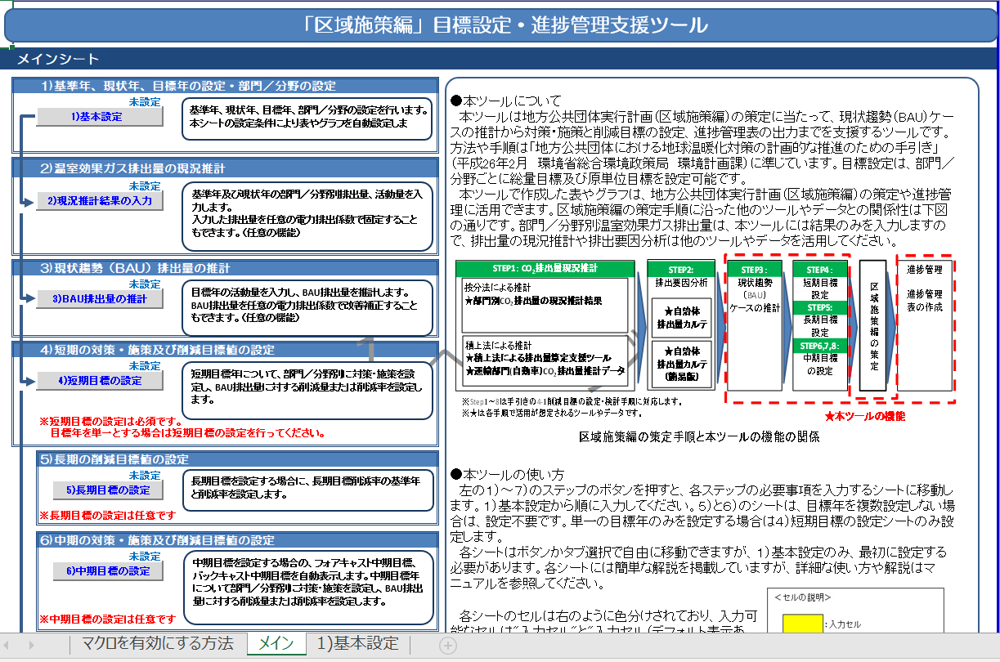 「区域施策編」目標設定・進捗管理支援ツール
メインシート
1)基準年、現状年、目標年の設定・部門／分野の設定
未設定
1)基本設定
基準年、現状年、目標年、部門／分野の設定を行います。
本シートの設定条件により表やグラフを自動設定しま
2)温室効果ガス排出量の現況推計
未設定
2)現況推計結果の入力
基準年及び現状年の部門／分野別排出量、活動量を入
力します。
入力した排出量を任意の電力排出係数で固定すること
もできます。（任意の機能）
3)現状趨勢（BAU）排出量の推計
未設定
3)BAU排出量の推計
目標年の活動量を入力し、BAU排出量を推計します。
BAU排出量を任意の電力排出係数で改善補正すること
もできます。（任意の機能）
4)短期の対策・施策及び削減目標の設定
未設定
4)短期目標の設定
短期目標年について、部門／分野別に対策・施策を設
定し、BAU排出量に対する削減量または削減率を設定し
ます。
※短期目標の設定は必須です。
目標年を単一とする場合は短期目標の設定を行ってください。
5)長期の削減目標値の設定
未設定
5)長期目標の設定
長期目標を設定する場合に、長期目標削減率の基準年
と削減率を設定します。
※長期目標の設定は任意です
6)中期の対策・施策及び削減目標値の設定
未設定
6)中期目標の設定
中期目標を設定する場合の、フォアキャスト中期目標、
バックキャスト中期目標を自動表示します。中期目標年
について部門／分野別に対策・施策を設定し、BAU排出
量に対する削減量または削減率を設定します。
※中期目標の設定は任意です
●本ツールについて
本ツールは地方公共団体実行計画（区域施策編）の策定に当たって、現状趨勢（BAU）ケー
スの推計から対策・施策と削減目標の設定、進捗管理表の出力までを支援するツールです。
方法や手順は「地方公共団体における地球温暖化対策の計画的な推進のための手引き」
（平成26年2月　環境省総合環境政策局　環境計画課）に準じています。目標設定は、部門／
分野ごとに総量目標及び原単位目標を設定可能です。
本ツールで作成した表やグラフは、地方公共団体実行計画（区域施策編）の策定や進捗管
理に活用できます。区域施策編の策定手順に沿った他のツールやデータとの関係性は下図
の通りです。部門／分野別温室効果ガス排出量は、本ツールには結果のみを入力しますの
で、排出量の現況推計や排出要因分析は他のツールやデータを活用してください。
STEP1: CO₂排出量現況推計
按分法による推計
★部門別CO₂排出量の現況推計結果
積上法による推計
★積上法による排出量算定支援ツール
★運輸部門(自動車)CO₂排出量推計データ
STEP2:
排出要因分析
★自治体
排出量カルテ
★自治体
排出量カルテ
（簡易版）
STEP3:
現状趨勢
（BAU）
ケースの推計
STEP4:
短期目標
設定
STEP5:
長期目標
設定
STEP6,7,8:
中期目標
の設定
区域施策編の策定
進捗管理
進捗管理
表の作成
※Step1～8は手引きの4-1削減目標の設定・検計手順に対応します。
※★は各手順で活用が想定されるツールやデータです。
★本ツールの機能
区域施策編の策定手順と本ツールの機能の関係
●本ツールの使い方
左の1)～7)のステップのボタンを押すと、各ステップの必要事項を入力するシートに移動し
ます。1)基本設定から順に入力してください。5)と6)のシートは、目標年を複数設定しない場
合は、設定不要です。単一の目標年のみを設定する場合は4)短期目標の設定シートのみ設
定します。
各シートはボタンかタブ選択で自由に移動できますが、1)基本設定のみ、最初に設定する
必要があります。各シートには簡単な解説を掲載していますが、詳細な使い方や解説はマ
ニュアルを参照してください。
各シートのセルは右のように色分けされており、入力可
能なセルは"入力セル"と"入力セル(デフォルト表示あ
＜セルの説明＞
：入力セル
マクロを有効にする方法
メイン
1)基本設定